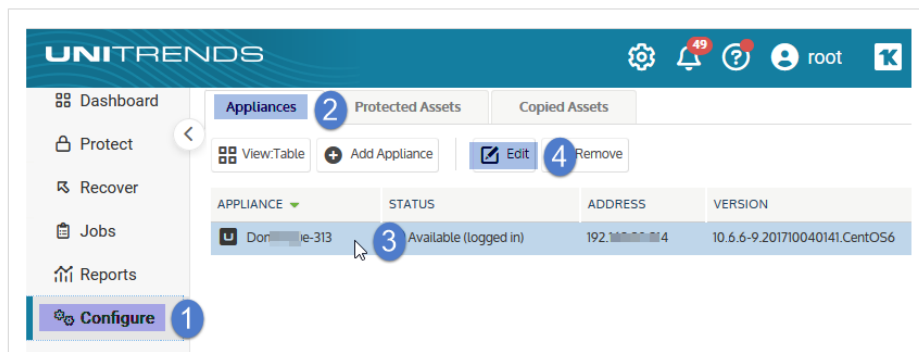 UNITRENDS
49
root
Dashboard
Protect
Recover
Jobs
Reports
Configure 1
Appliances 2 Protected Assets Copied Assets
View:Table Add Appliance Edit 4 Remove
APPLIANCE STATUS ADDRESS VERSION
3 Available (logged in) 10.6.6-9.201710040141.CentOS6